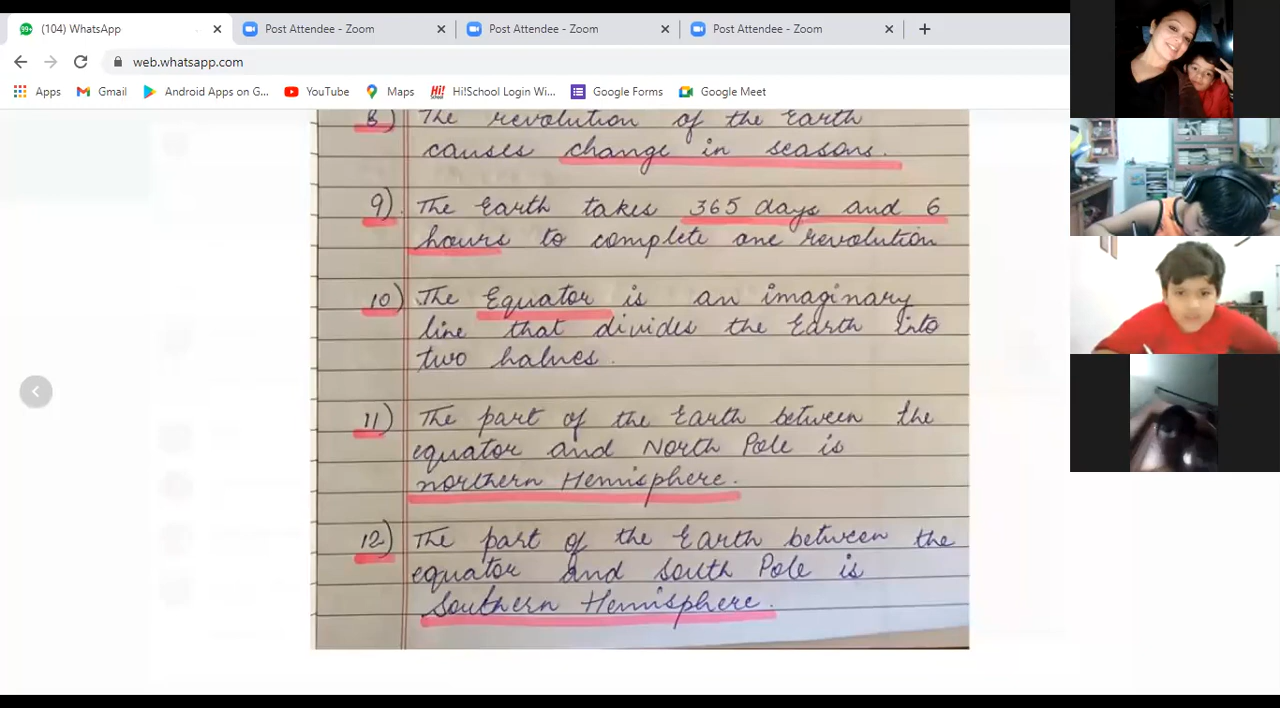 (104) WhatsApp
Post Attendee - Zoom
Post Attendee - Zoom
Post Attendee - Zoom
web.whatsapp.com
Apps
Gmail
Android Apps on G...
YouTube
Maps
Hi!School Login Wi...
Google Forms
Google Meet
8) The revolution of the Earth
causes change in seasons.
9). The Earth takes 365 days and 6
hours to complete one revolution
10) The Equator is an imaginary
line that divides the Earth into
two halves.
11) The part of the Earth between the
equator and North Pole is
northern Hemisphere.
12) The part of the Earth between the
equator and south Pole is
Southern Hemisphere.